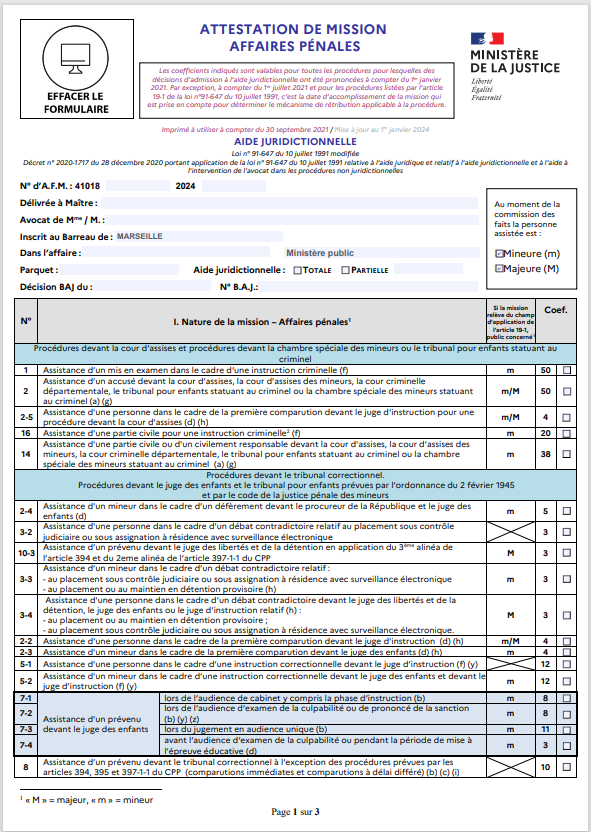 EFFACER LE
FORMULAIRE
ATTESTATION DE MISSION
AFFAIRES PÉNALES
Les coefficients indiqués sont valables pour toutes les procédures pour lesquelles des
décisions d'admission à l'aide juridictionnelle ont été prononcées à compter du 1er janvier
2021. Par exception, à compter du 1er juillet 2021 et pour les procédures listées par l'article
19-1 de la loi n°91-647 du 10 juillet 1991, c'est la date d'accomplissement de la mission qui
est prise en compte pour déterminer le mécanisme de rétribution applicable à la procédure.
MINISTÈRE
DE LA JUSTICE
Liberté
Égalité
Fraternité
Imprimé à utiliser à compter du 30 septembre 2021 / Mise à jour au 1er janvier 2024
AIDE JURIDICTIONNELLE
Loi n° 91-647 du 10 juillet 1991 modifiée
Décret n° 2020-1717 du 28 décembre 2020 portant application de la loi n° 91-647 du 10 juillet 1991 relative à l'aide juridique et relatif à l'aide juridictionnelle et à l'aide à
l'intervention de l'avocat dans les procédures non juridictionnelles
N° d'A.F.M. : 41018 2024
Délivrée à Maître :
Avocat de Mme / M. :
Inscrit au Barreau de : MARSEILLE
Dans l'affaire : Ministère public
Parquet : Aide juridictionnelle : TOTALE PARTIELLE
Décision BAJ du : N° B.A.J.:
Au moment de la
commission des
faits la personne
assistée est :
Mineure (m)
Majeure (M)
N° I. Nature de la mission – Affaires pénales1
Si la mission
relève du champ
d'application de
l'article 19-1,
public concerné
Coef.
Procédures devant la cour d'assises et procédures devant la chambre spéciale des mineurs ou le tribunal pour enfants statuant au
criminel
1 Assistance d'un mis en examen dans le cadre d'une instruction criminelle (f) m 50
2 Assistance d'un accusé devant la cour d'assises, la cour d'assises des mineurs, la cour criminelle
départementale, le tribunal pour enfants statuant au criminel ou la chambre spéciale des mineurs statuant
au criminel (a) (g) m/M 50
2-5 Assistance d'une personne dans le cadre de la première comparution devant le juge d'instruction pour une
procédure devant la cour d'assises (d) (h) m/M 4
16 Assistance d'une partie civile pour une instruction criminelle2 (f) m 20
14 Assistance d'une partie civile ou d'un civilement responsable devant la cour d'assises, la cour d'assises des
mineurs, la cour criminelle départementale, le tribunal pour enfants statuant au criminel ou la chambre
spéciale des mineurs statuant au criminel (a) (g) m 38
Procédures devant le tribunal correctionnel.
Procédures devant le juge des enfants et le tribunal pour enfants prévues par l'ordonnance du 2 février 1945
et par le code de la justice pénale des mineurs
2-4 Assistance d'un mineur dans le cadre d'un défèrement devant le procureur de la République et le juge des
enfants (d) m 5
3-2 Assistance d'une personne dans le cadre d'un débat contradictoire relatif au placement sous contrôle
judiciaire ou sous assignation à résidence avec surveillance électronique 3
10-3 Assistance d'un prévenu devant le juge des libertés et de la détention en application du 3ème alinéa de
l'article 394 et du 2eme alinéa de l'article 397-1-1 du CPP M 3
3-3 Assistance d'un mineur dans le cadre d'un débat contradictoire relatif :
- au placement sous contrôle judiciaire ou sous assignation à résidence avec surveillance électronique
- au placement ou au maintien en détention provisoire (h) m 3
3-4 Assistance d'une personne dans le cadre d'un débat contradictoire devant le juge des libertés et de la
détention, le juge des enfants ou le juge d'instruction relatif (h) :
- au placement ou au maintien en détention provisoire ;
- au placement sous contrôle judiciaire ou sous assignation à résidence avec surveillance électronique. M 3
2-2 Assistance d'une personne dans le cadre de la première comparution devant le juge d'instruction (d) (h) m/M 4
2-3 Assistance d'un mineur dans le cadre de la première comparution devant le juge des enfants (d) (h) m 4
5-1 Assistance d'une personne dans le cadre d'une instruction correctionnelle devant le juge d'instruction (f) (y) 12
5-2 Assistance d'un mineur dans le cadre d'une instruction correctionnelle devant le juge des enfants et devant le
juge d'instruction (f) (y) m 12
Assistance d'un prévenu
devant le juge des enfants
7-1 lors de l'audience de cabinet y compris la phase d'instruction (b) m 8
7-2 lors de l'audience d'examen de la culpabilité ou de prononcé de la sanction
(b) (y) (z) m 8
7-3 lors du jugement en audience unique (b) m 11
7-4 avant l'audience d'examen de la culpabilité ou pendant la période de mise à
l'épreuve éducative (d) m 3
8 Assistance d'un prévenu devant le tribunal correctionnel à l'exception des procédures prévues par les
articles 394, 395 et 397-1-1 du CPP (comparutions immédiates et comparutions à délai différé) (b) (c) (i) 10
1 « M » = majeur, « m » = mineur
Page 1 sur 3